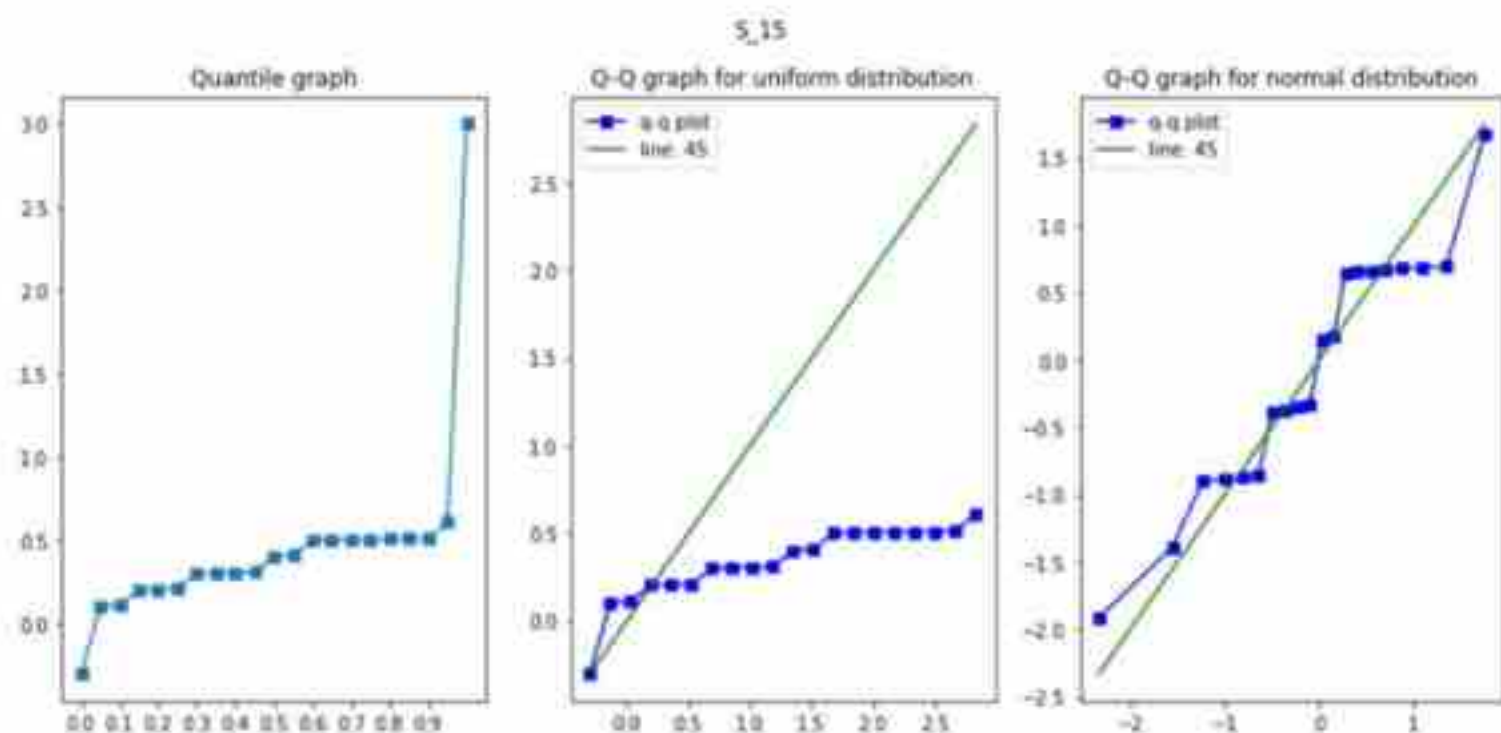 S_15
Quantile graph
3.0
2.5
2.0
1.5
1.0
0.5
0.0
0.0 0.1 0.2 0.3 0.4 0.5 0.6 0.7 0.8 0.9
Q-Q graph for uniform distribution
q-q plot
line. 45
2.5
2.0
1.5
1.0
0.5
0.0
0.0 0.5 1.0 1.5 2.0 2.5
Q-Q graph for normal distribution
q-q plot
line. 45
1.5
1.0
0.5
0.0
−0.5
−1.0
−1.5
−2.0
−2.5
−2 −1 0 1